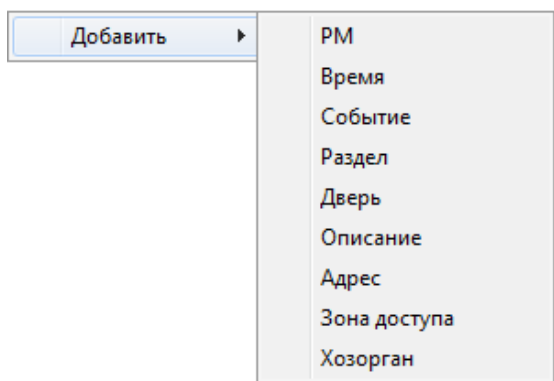 Добавить
РМ
Время
Событие
Раздел
Дверь
Описание
Адрес
Зона доступа
Хозорган